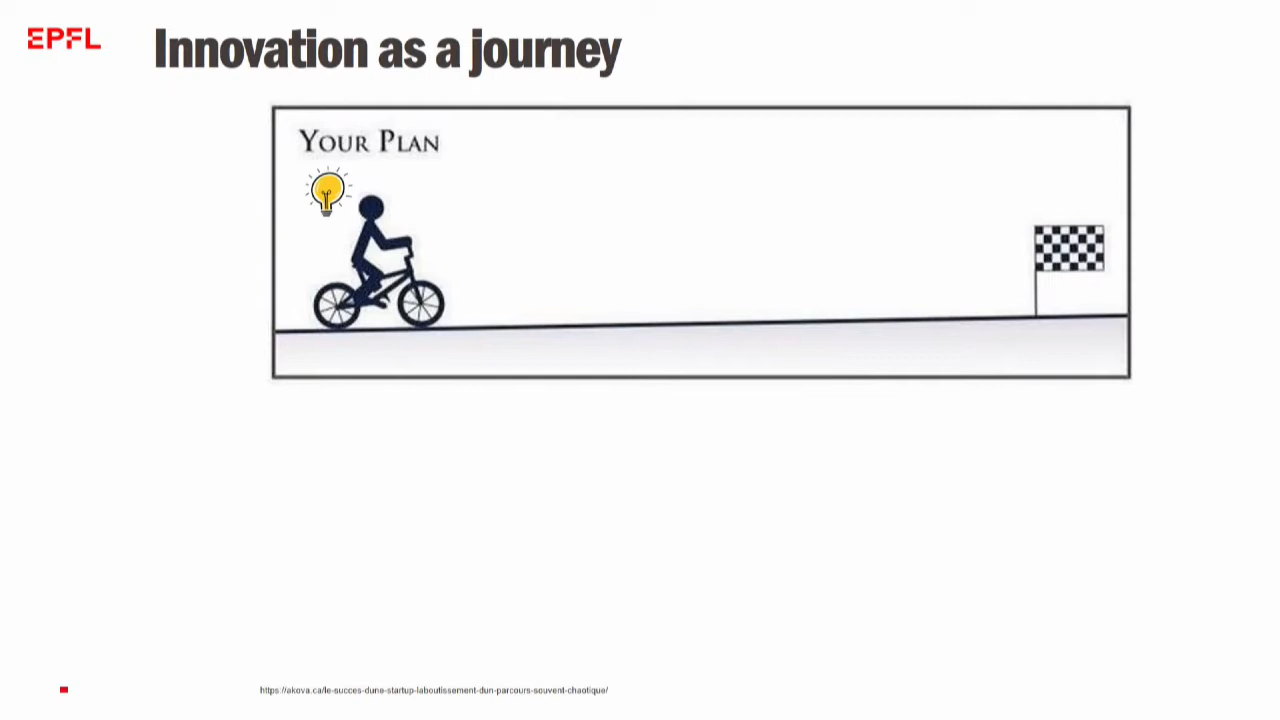 EPFL
Innovation as a journey
Your Plan
https://akova.ca/le-succes-dune-startup-laboutissement-dun-parcours-souvent-chaotique/